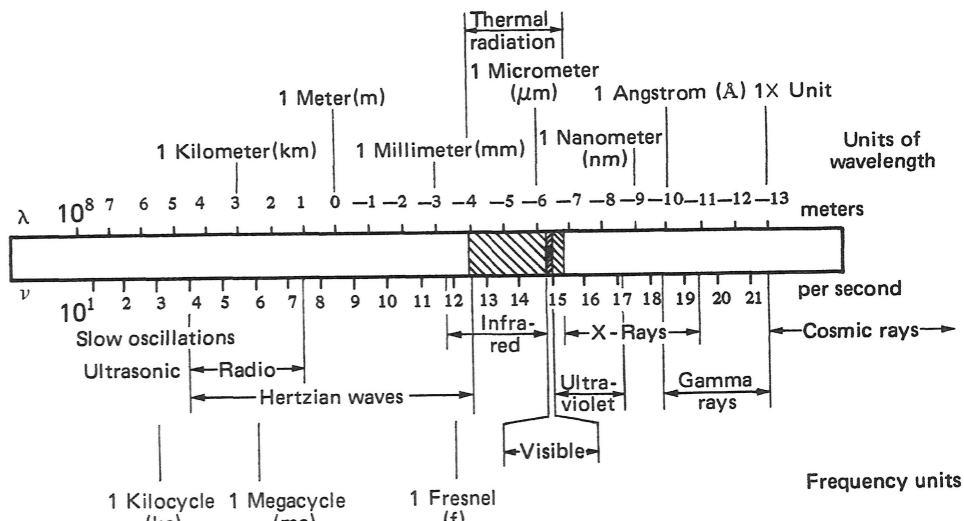 Thermal
radiation
1 Micrometer
(μm)
1 Angstrom (Å) 1X Unit
1 Meter(m)
1 Nanometer
(nm)
Units of
wavelength
1 Kilometer(km)
1 Millimeter(mm)
λ 10⁸ 7 6 5 4 3 2 1 0 –1 –2 –3 –4 –5 –6 –7 –8 –9 –10 –11 –12 –13 meters
ν 10¹ 2 3 4 5 6 7 8 9 10 11 12 13 14 15 16 17 18 19 20 21 per second
Slow oscillations
Infra-
red
X-Rays
Cosmic rays
Ultrasonic
Radio
Hertzian waves
Ultra-
violet
Gamma
rays
Visible
Frequency units
1 Kilocycle
1 Megacycle
1 Fresnel
(f)